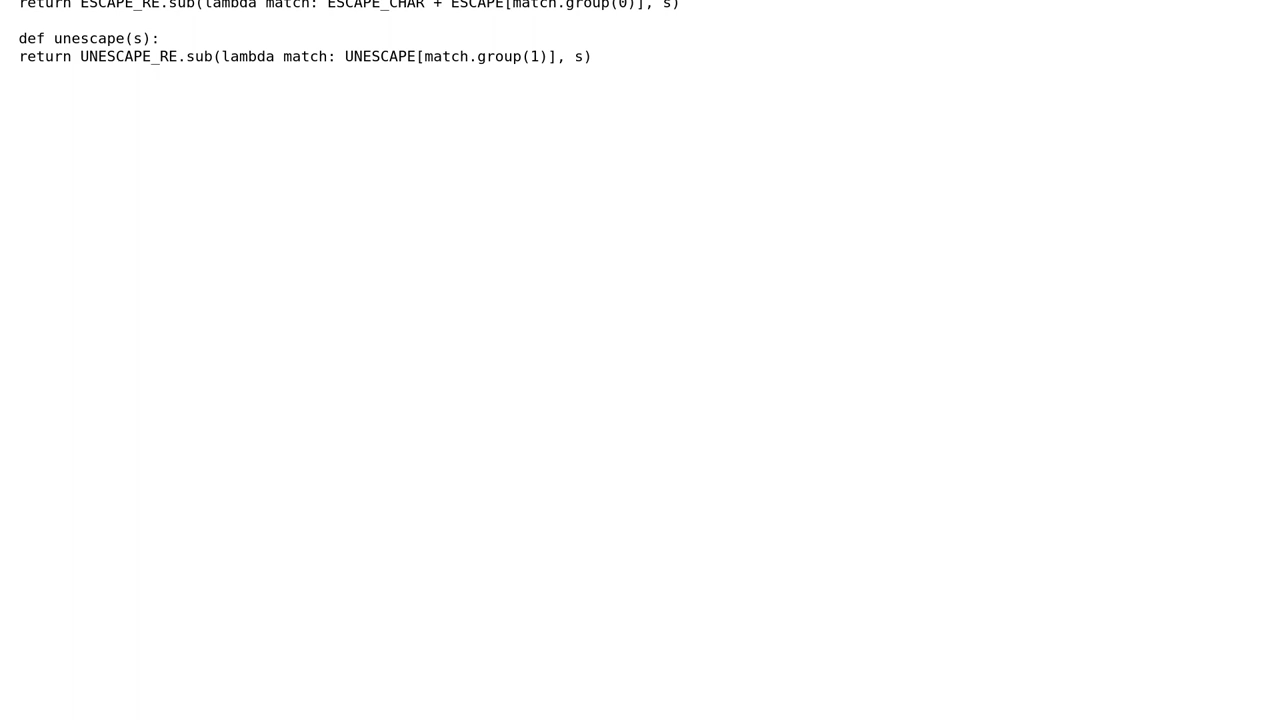 return ESCAPE_RE.sub(lambda match: ESCAPE_CHAR + ESCAPE[match.group(0)], s)
def unescape(s):
return UNESCAPE_RE.sub(lambda match: UNESCAPE[match.group(1)], s)